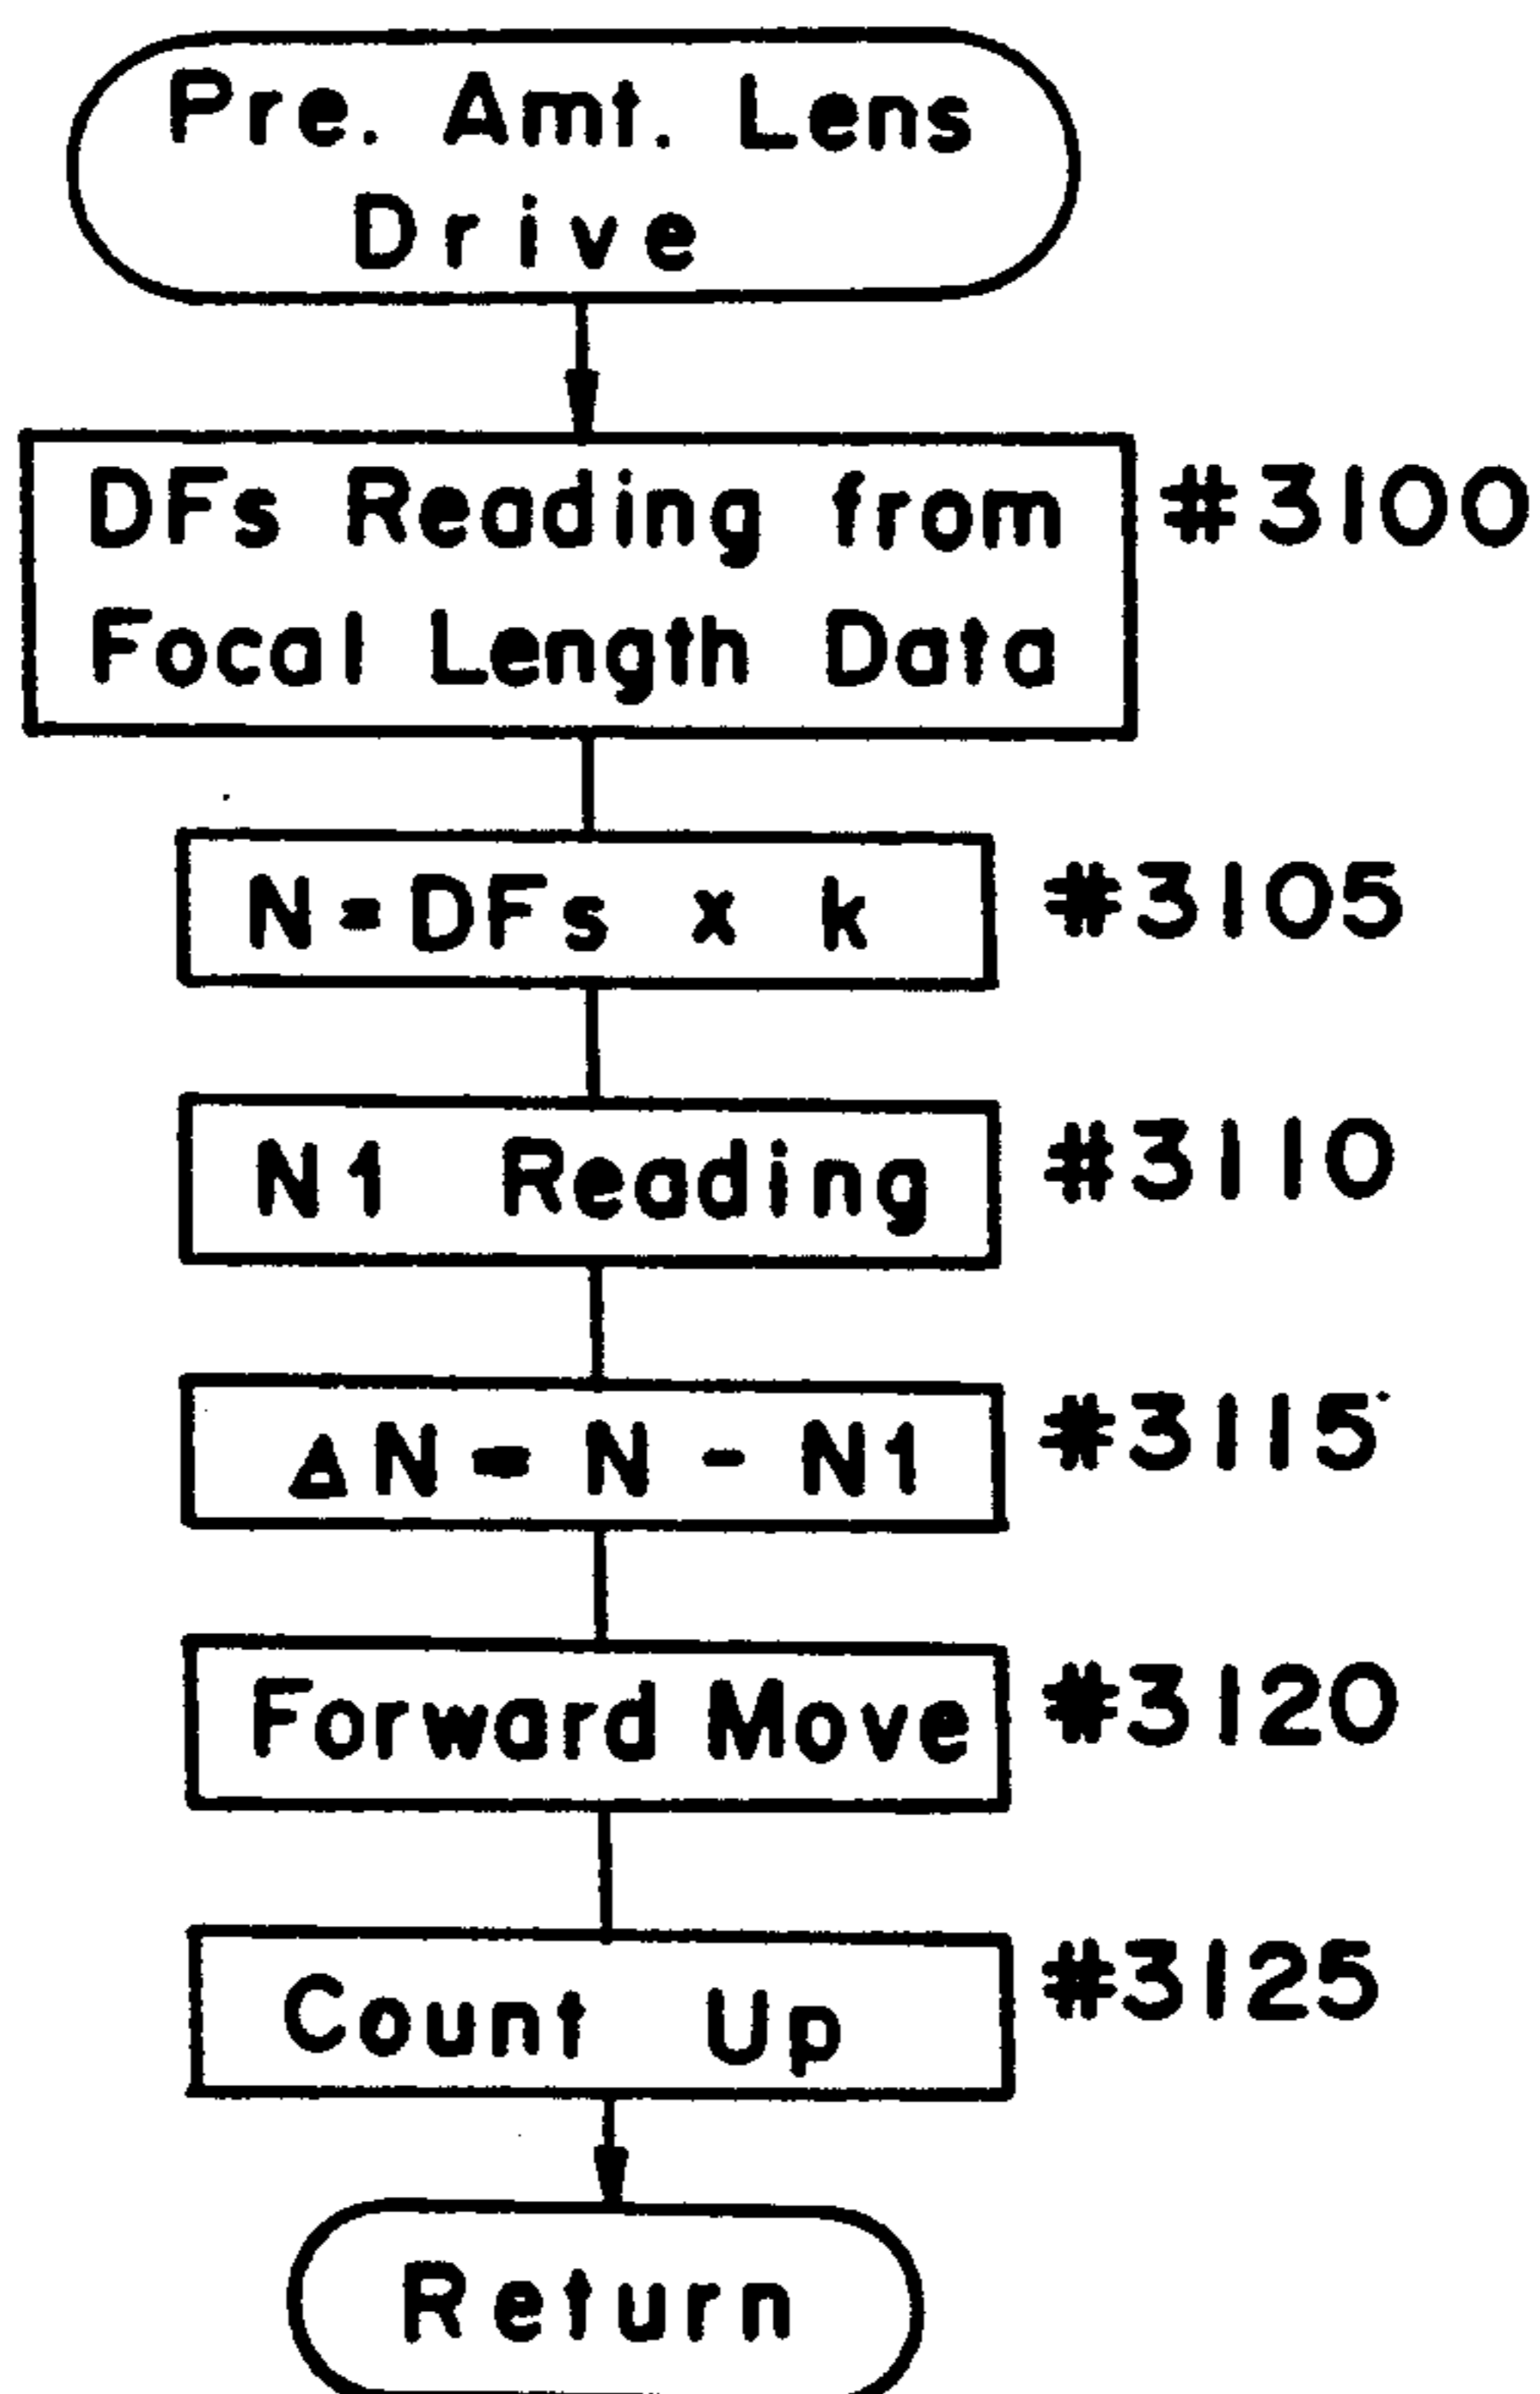 Pre. Amt. Lens
Drive
DFs Reading from #3100
Focal Length Data
N=DFs x k #3105
N1 Reading #3110
ΔN = N - N1 #3115
Forward Move #3120
Count Up #3125
Return